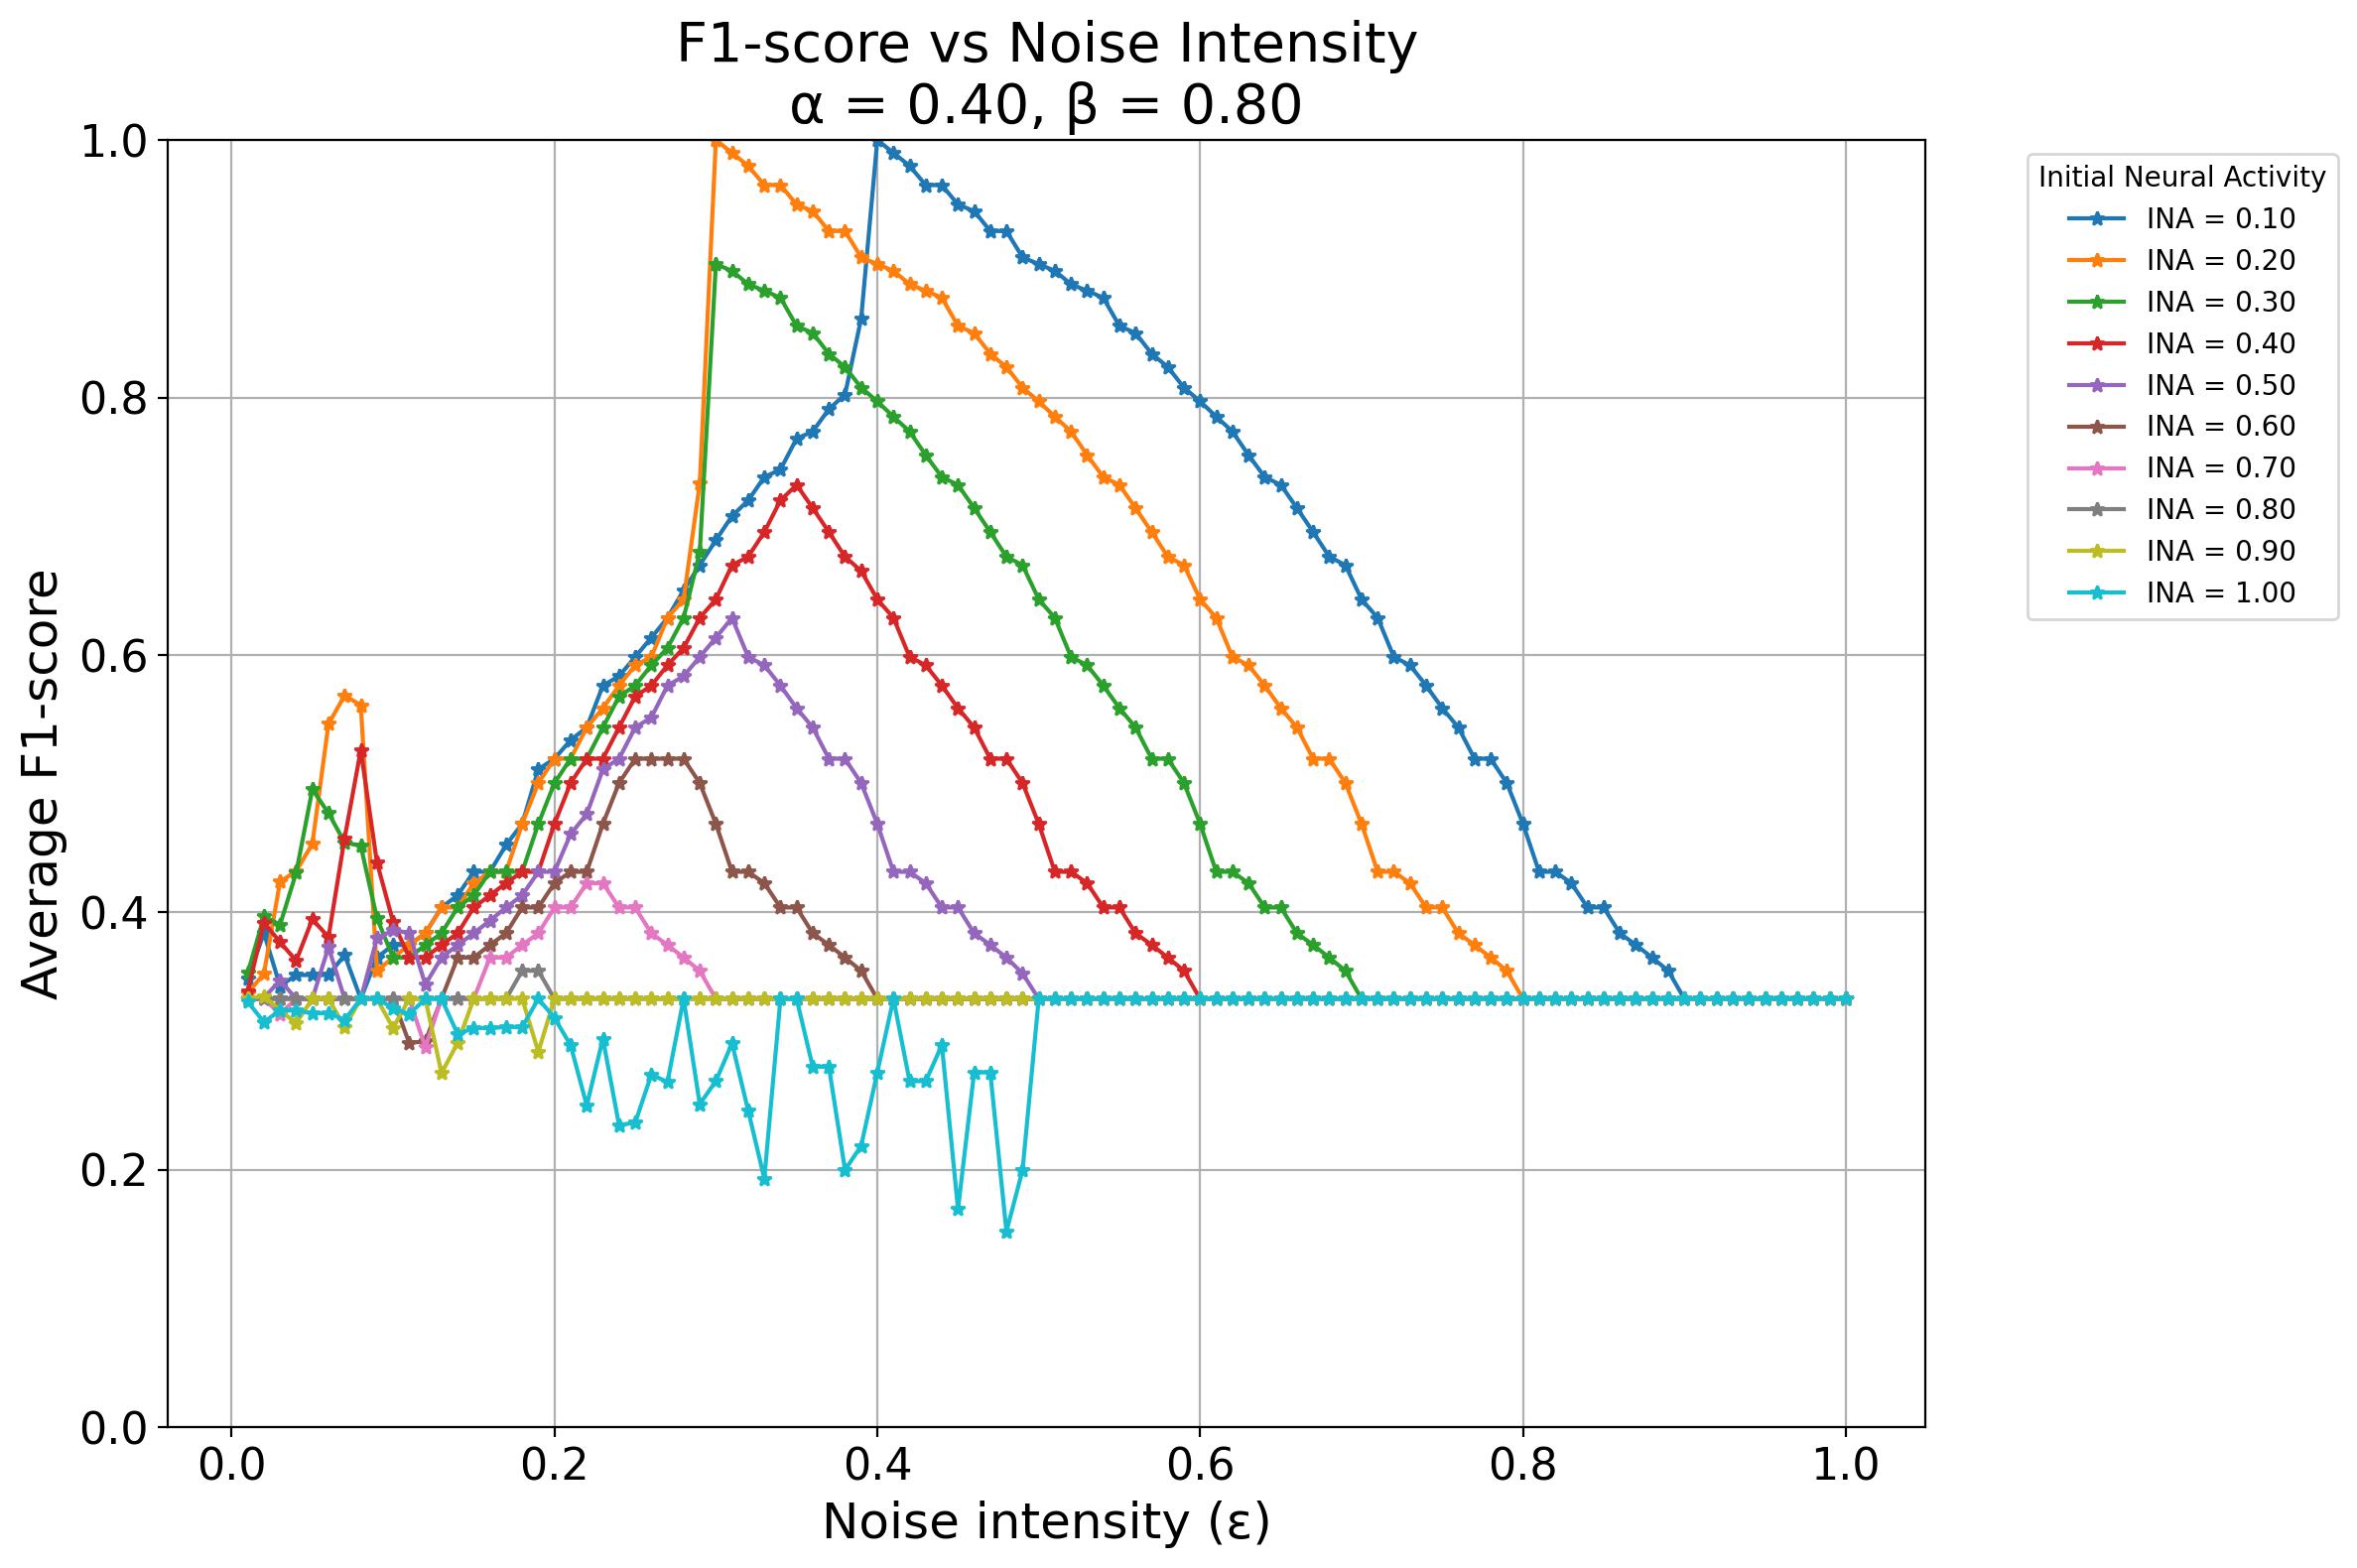 F1-score vs Noise Intensity
α = 0.40, β = 0.80
Average F1-score
1.0
0.8
0.6
0.4
0.2
0.0
0.0 0.2 0.4 0.6 0.8 1.0
Noise intensity (ε)
Initial Neural Activity
INA = 0.10
INA = 0.20
INA = 0.30
INA = 0.40
INA = 0.50
INA = 0.60
INA = 0.70
INA = 0.80
INA = 0.90
INA = 1.00